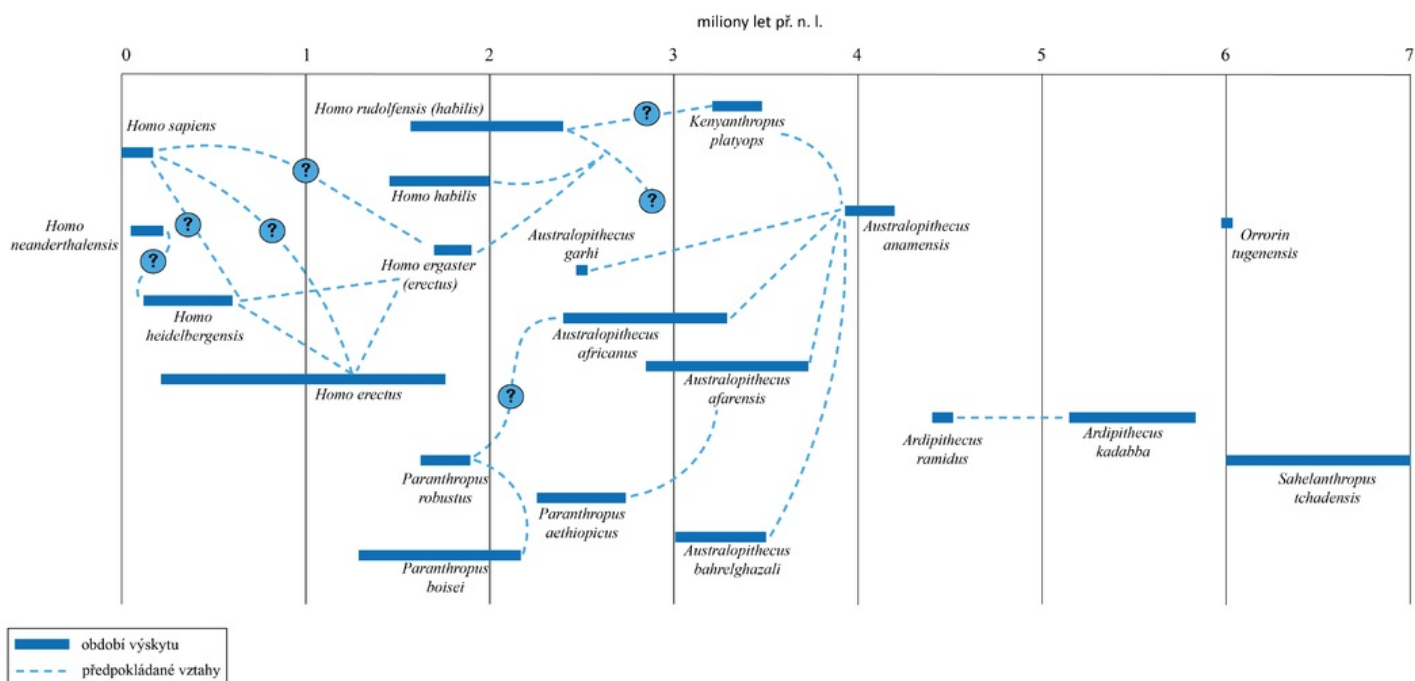 miliony let př. n. l.
0 1 2 3 4 5 6 7
Homo rudolfensis (habilis)
?
Kenyanthropus
platyops
Homo sapiens
?
Homo habilis
?
Homo
neanderthalensis
?
?
?
Homo ergaster
(erectus)
Australopithecus
garhi
Australopithecus
anamensis
Orrorin
tugenensis
Homo
heidelbergensis
Australopithecus
africanus
Homo erectus
?
Australopithecus
afarensis
Ardipithecus
ramidus
Ardipithecus
kadabba
Paranthropus
robustus
Sahelanthropus
tchadensis
Paranthropus
aethiopicus
Paranthropus
boisei
Australopithecus
bahrelghazali
období výskytu
předpokládané vztahy